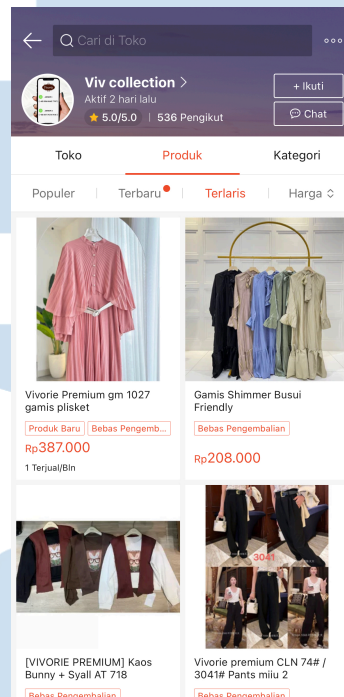 Cari di Toko
Viv collection >
Aktif 2 hari lalu
5.0/5.0 | 536 Pengikut
+ Ikuti
Chat
Toko Produk Kategori
Populer Terbaru Terlaris Harga
Vivorie Premium gm 1027
gamis plisket
Produk Baru Bebas Pengemb...
Rp387.000
1 Terjual/Bln
Gamis Shimmer Busui
Friendly
Bebas Pengembalian
Rp208.000
[VIVORIE PREMIUM] Kaos
Bunny + Syall AT 718
Bebas Pengembalian
3041
Vivorie premium CLN 74# /
3041# Pants miiu 2
Bebas Pengembalian